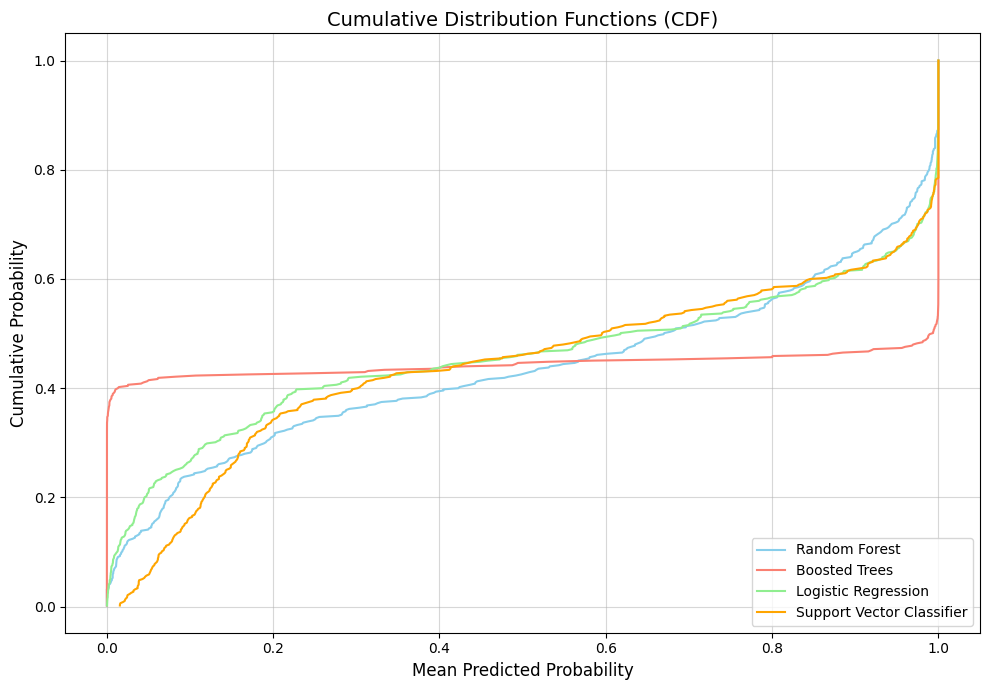 Cumulative Distribution Functions (CDF)
Cumulative Probability
1.0
0.8
0.6
0.4
0.2
0.0
0.0 0.2 0.4 0.6 0.8 1.0
Mean Predicted Probability
Random Forest
Boosted Trees
Logistic Regression
Support Vector Classifier